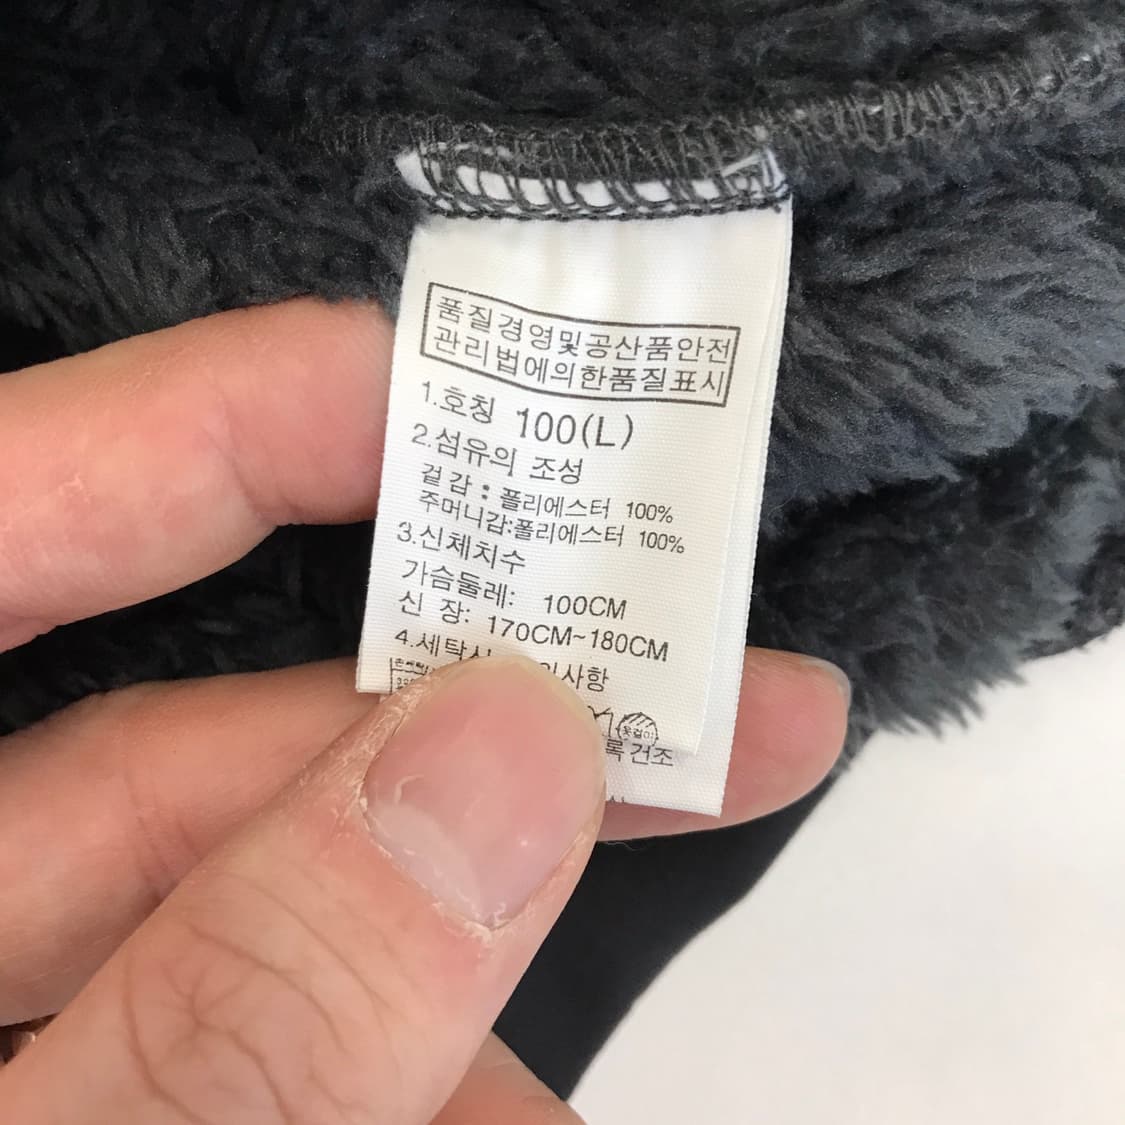 품질경영및공산품안전
관리법에의한품질표시
1.호칭 100(L)
2.섬유의 조성
겉감 : 폴리에스터 100%
주머니감:폴리에스터 100%
3.신체치수
가슴둘레: 100CM
신 장: 170CM~180CM
4.세탁시
옷걸이
건조